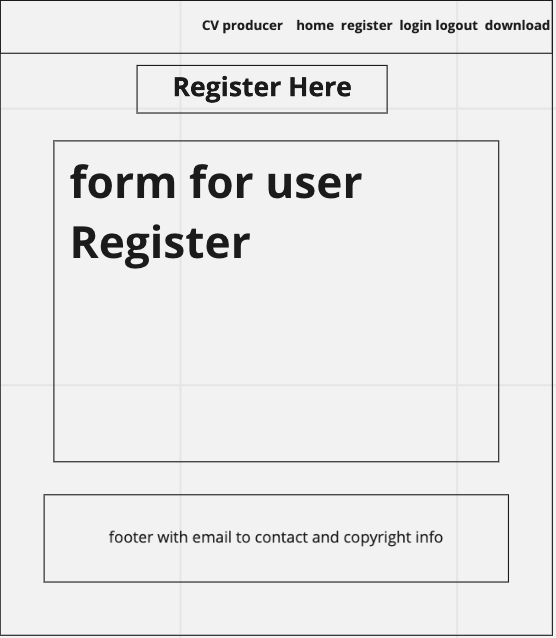 CV producer home register login logout download
Register Here
form for user
Register
footer with email to contact and copyright info